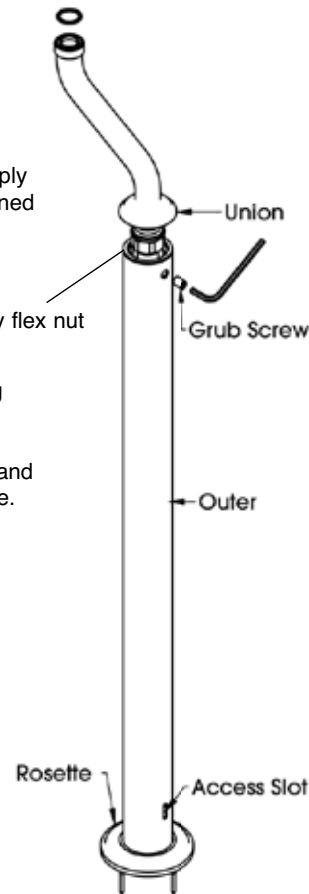 ply
ned
Union
y flex nut
Grub Screw
g
and
e.
Outer
Rosette
Access Slot